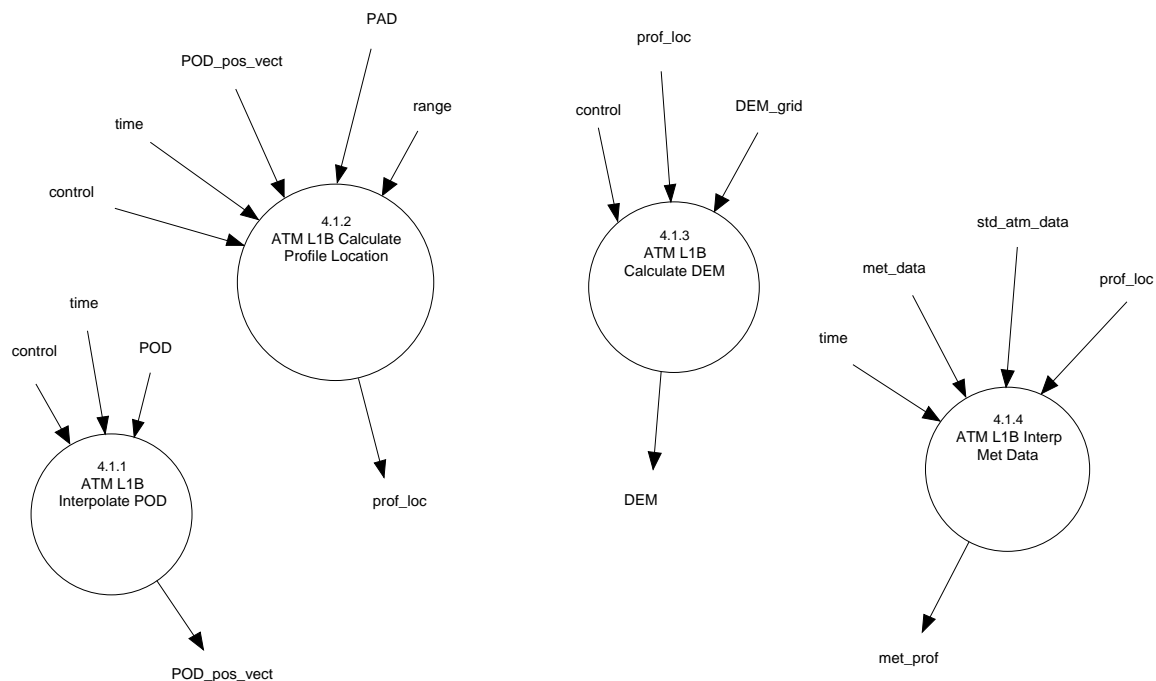 PAD
POD_pos_vect
range
time
control
4.1.2
ATM L1B Calculate
Profile Location
prof_loc
prof_loc
control
DEM_grid
4.1.3
ATM L1B
Calculate DEM
DEM
std_atm_data
met_data
prof_loc
time
4.1.4
ATM L1B Interp
Met Data
met_prof
time
control
POD
4.1.1
ATM L1B
Interpolate POD
POD_pos_vect